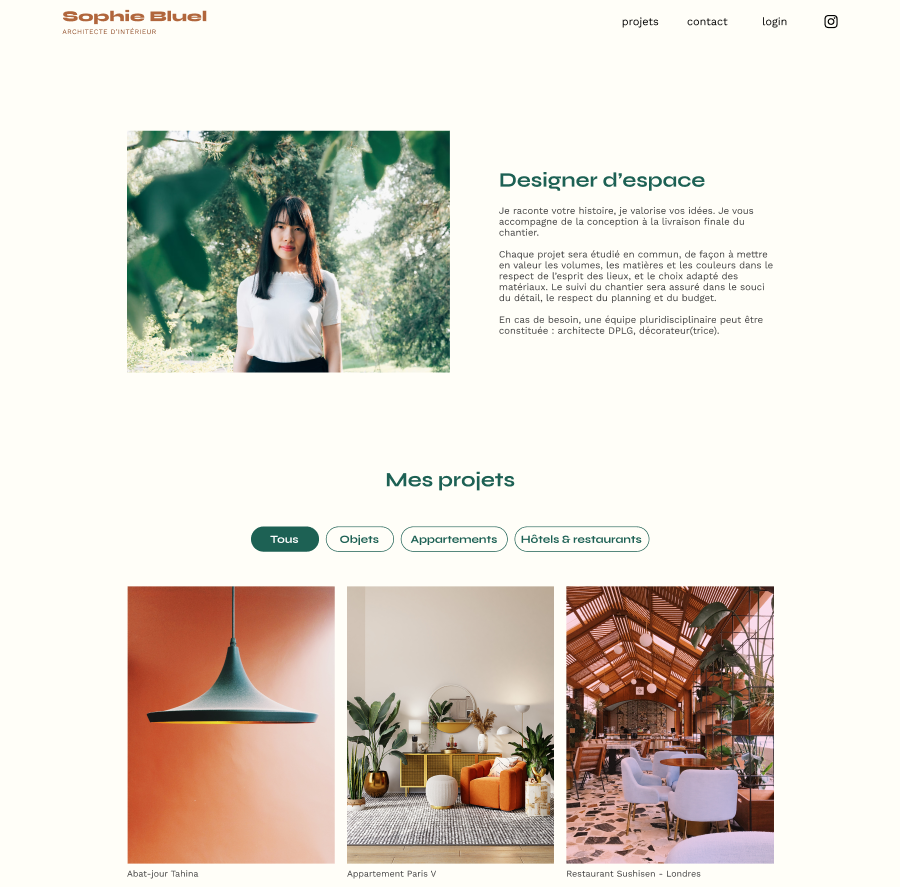 Sophie Bluel
ARCHITECTE D'INTÉRIEUR
projets
contact
login
Designer d'espace
Je raconte votre histoire, je valorise vos idées. Je vous
accompagne de la conception à la livraison finale du
chantier.
Chaque projet sera étudié en commun, de façon à mettre
en valeur les volumes, les matières et les couleurs dans le
respect de l'esprit des lieux, et le choix adapté des
matériaux. Le suivi du chantier sera assuré dans le souci
du détail, le respect du planning et du budget.
En cas de besoin, une équipe pluridisciplinaire peut être
constituée : architecte DPLG, décorateur(trice).
Mes projets
Tous
Objets
Appartements
Hôtels & restaurants
Abat-jour Tahina
Appartement Paris V
Restaurant Sushisen - Londres